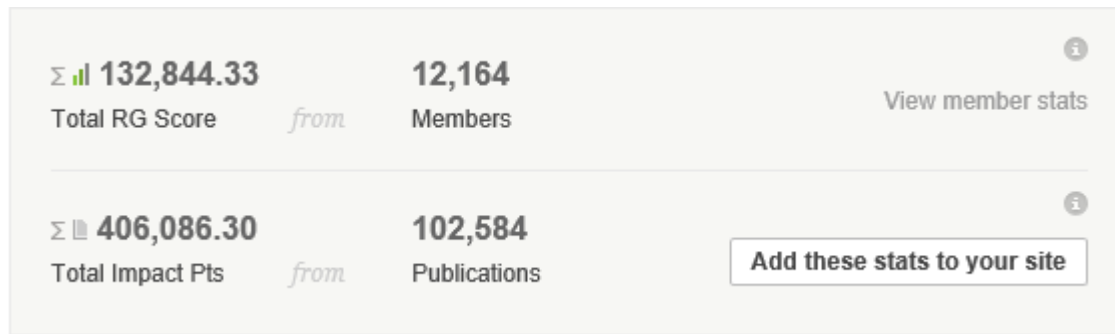 Σ 132,844.33 12,164
Total RG Score from Members
View member stats
Σ 406,086.30 102,584
Total Impact Pts from Publications
Add these stats to your site